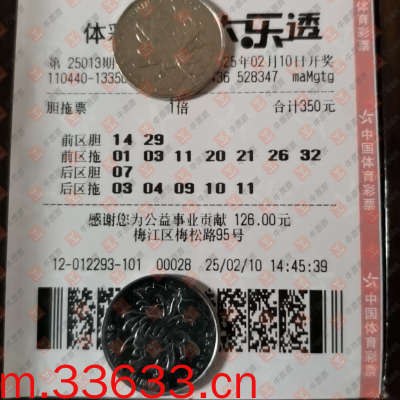 体彩 大乐透
第 25013期 25年02月10日开奖
110440-1335 436 528347 maMgtg
胆拖票 1倍 合计350元
前区胆 14 29
前区拖 01 03 11 20 21 26 32
后区胆 07
后区拖 03 04 09 10 11
感谢您为公益事业贡献 126.00元
梅江区梅松路95号
12-012293-101 00028 25/02/10 14:45:39
中国体育彩票
中国体育彩票
m.33633.cn